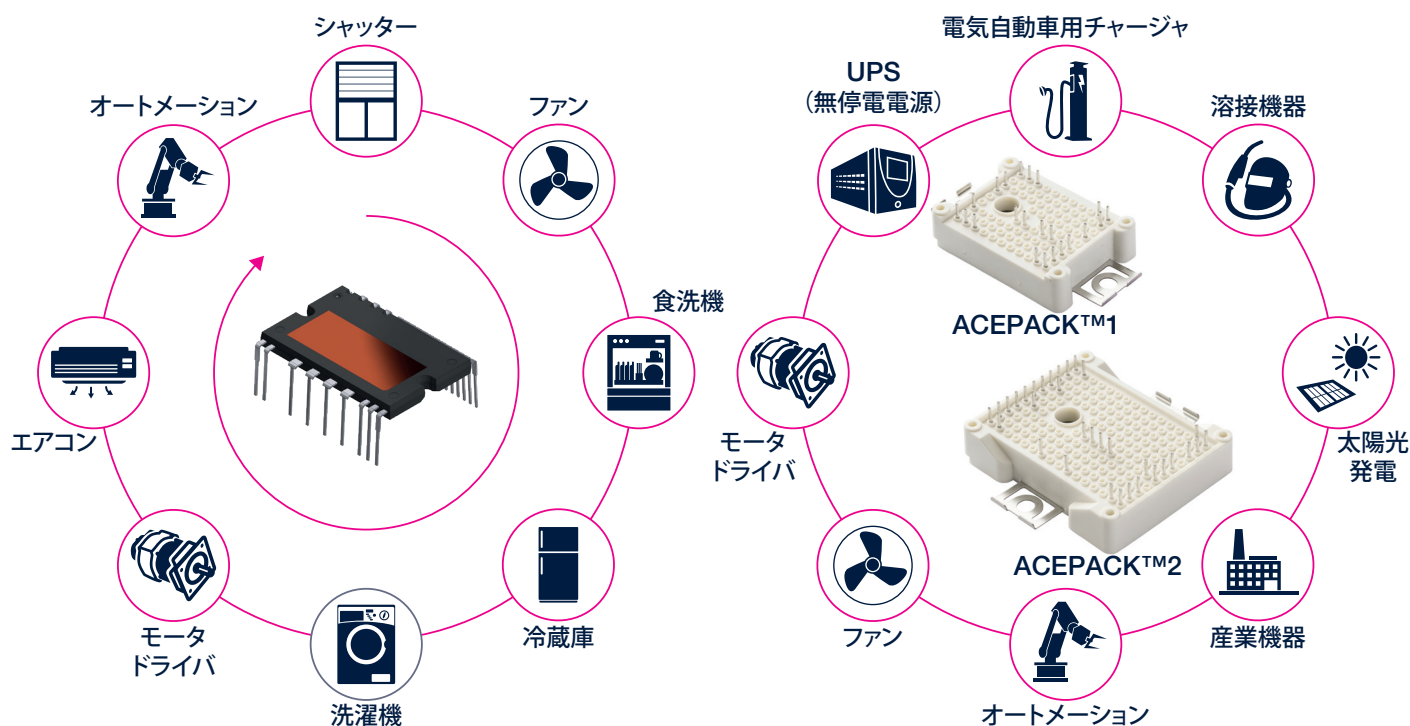 シャッター
オートメーション
ファン
食洗機
エアコン
モータ
ドライバ
冷蔵庫
洗濯機
電気自動車用チャージャ
UPS
（無停電電源）
溶接機器
ACEPACK™1
モータ
ドライバ
太陽光
発電
ACEPACK™2
ファン
産業機器
オートメーション